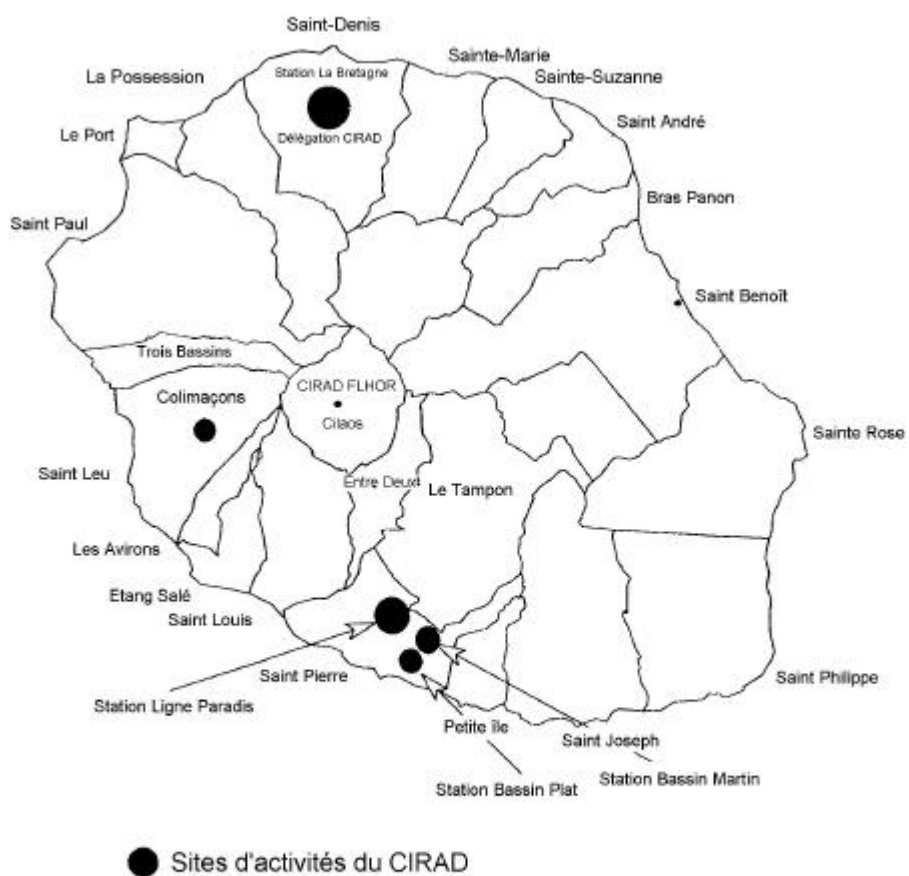 Saint-Denis
Sainte-Marie
Station La Bretagne
La Possession
Sainte-Suzanne
Saint André
Le Port
Délégation CIRAD
Bras Panon
Saint Paul
Saint Benoît
Trois Bassins
CIRAD FLHOR
Colimaçons
Cilaos
Sainte Rose
Saint Leu
Entre Deux
Le Tampon
Les Avirons
Etang Salé
Saint Louis
Saint Pierre
Saint Philippe
Station Ligne Paradis
Petite île
Saint Joseph
Station Bassin Martin
Station Bassin Plat
Sites d'activités du CIRAD